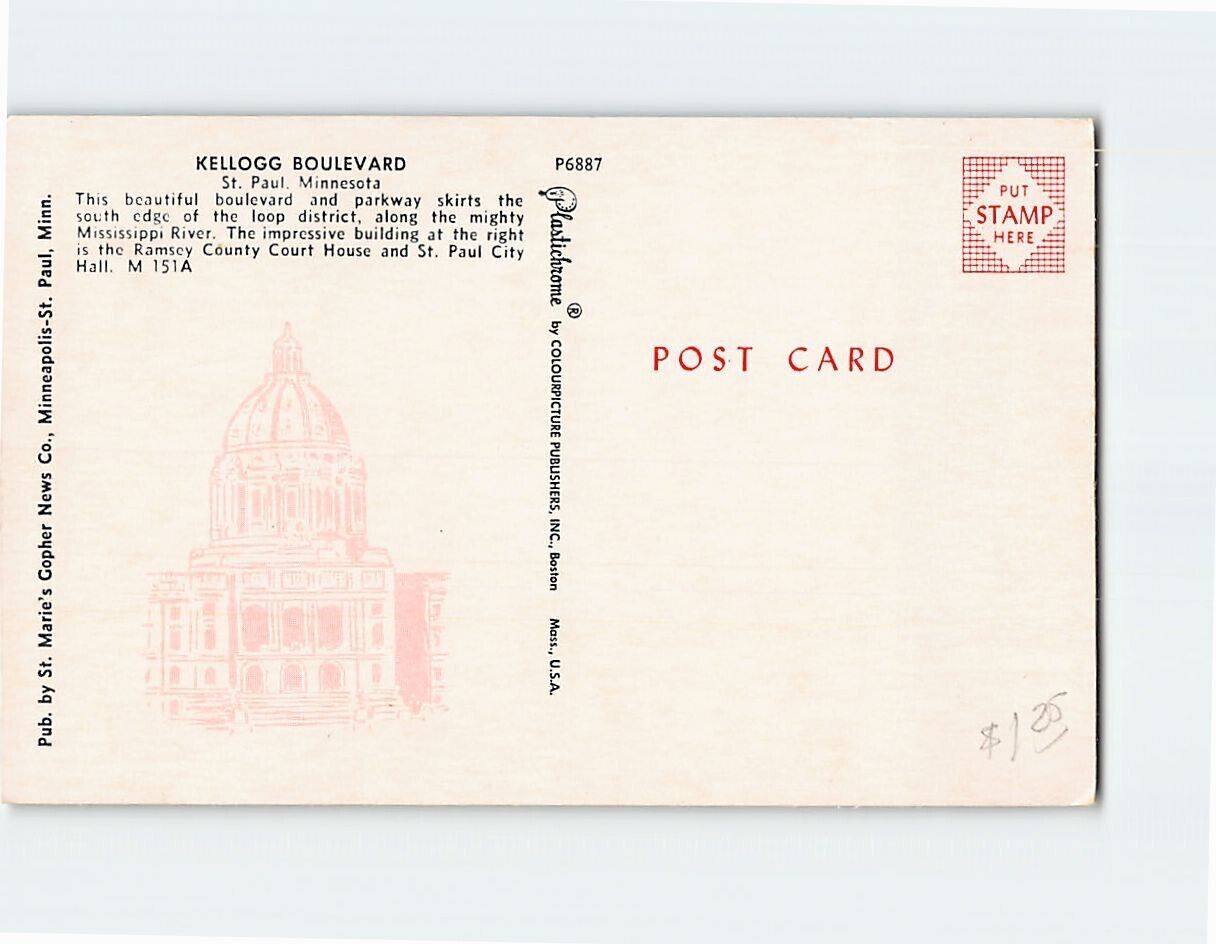 KELLOGG BOULEVARD
St. Paul, Minnesota
This beautiful boulevard and parkway skirts the
south edge of the loop district, along the mighty
Mississippi River. The impressive building at the right
is the Ramsey County Court House and St. Paul City
Hall. M 151A
Pub. by St. Marie's Gopher News Co., Minneapolis-St. Paul, Minn.
P6887
Plastichrome ® by COLOURPICTURE PUBLISHERS, INC., Boston Mass., U.S.A.
PUT
STAMP
HERE
POST CARD
$1 25